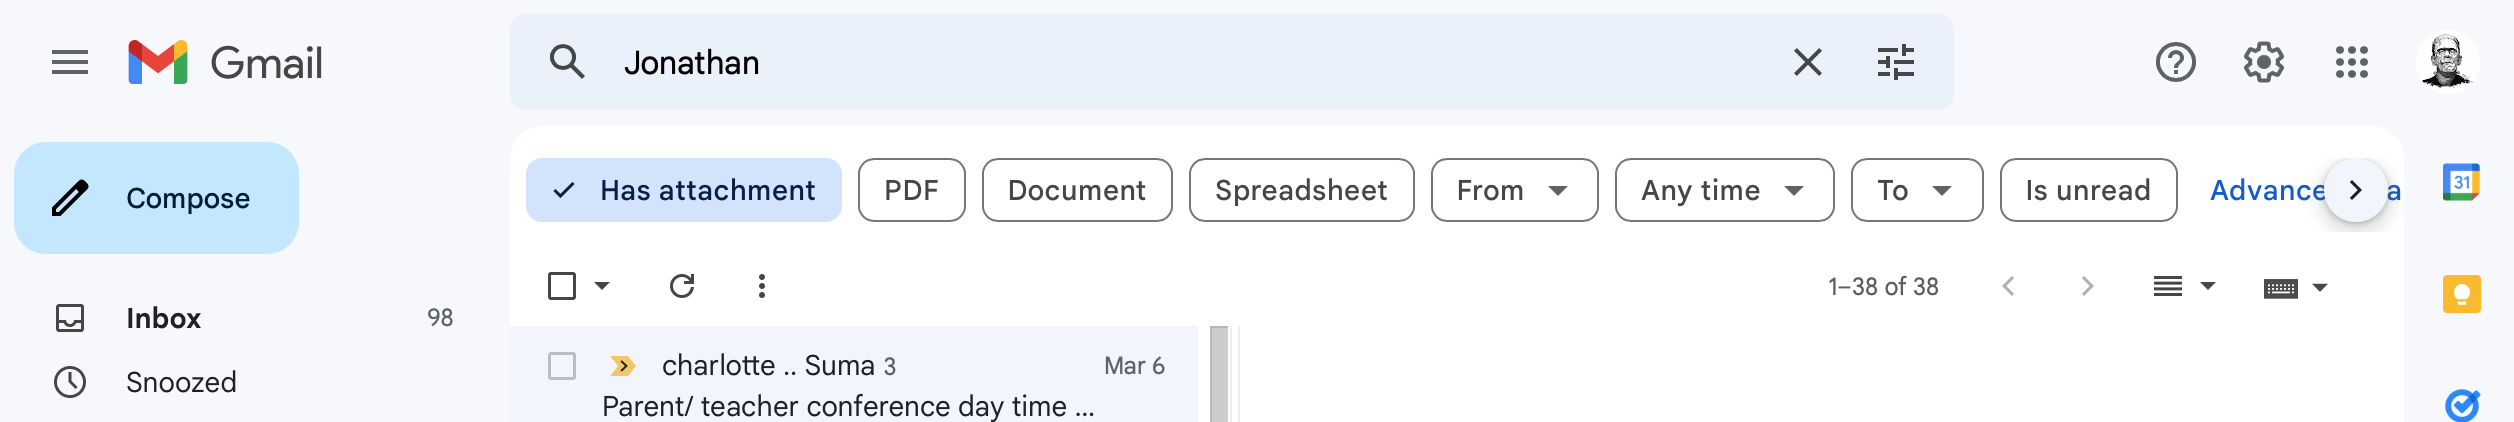 Gmail
Jonathan
Compose
Has attachment
PDF
Document
Spreadsheet
From
Any time
To
Is unread
31
1–38 of 38
Inbox 98
Snoozed
charlotte .. Suma 3 Mar 6
Parent/ teacher conference day time ...